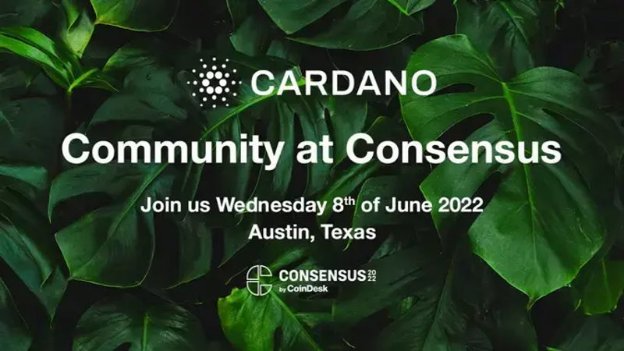 CARDANO
Community at Consensus
Join us Wednesday 8th of June 2022
Austin, Texas
CONSENSUS 2022
by CoinDesk